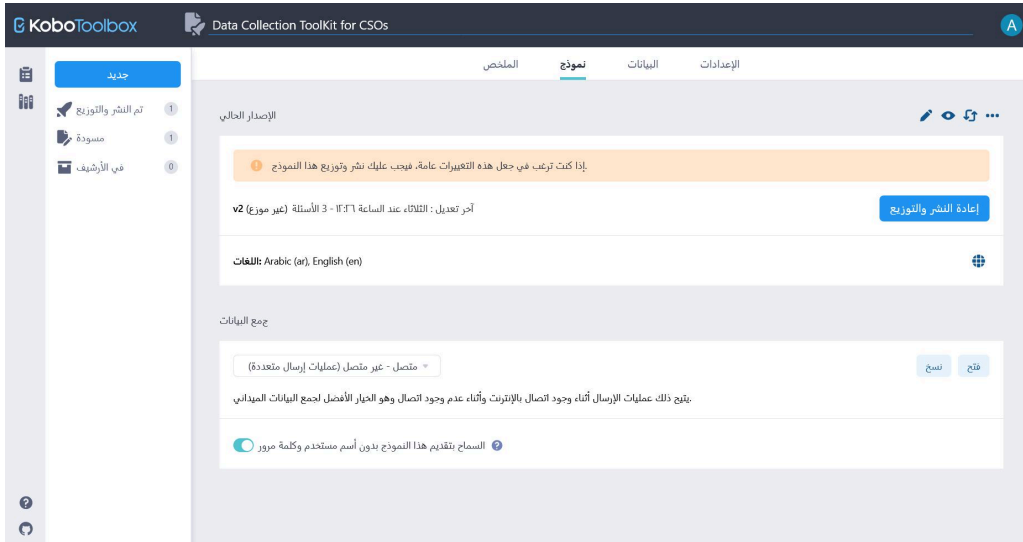 KoboToolbox
Data Collection ToolKit for CSOs
A
جديد
تم النشر والتوزيع 1
مسودة 1
في الأرشيف 0
الملخص
نموذج
البيانات
الإعدادات
الإصدار الحالي
إذا كنت ترغب في جعل هذه التغييرات عامة، فيجب عليك نشر وتوزيع هذا النموذج.
v2 (غير موزع) آخر تعديل : الثلاثاء عند الساعة ١٢:٢٦ - 3 الأسئلة
إعادة النشر والتوزيع
اللغات: Arabic (ar), English (en)
جمع البيانات
متصل - غير متصل (عمليات إرسال متعددة)
نسخ
فتح
يتيح ذلك عمليات الإرسال أثناء وجود اتصال بالإنترنت وأثناء عدم وجود اتصال وهو الخيار الأفضل لجمع البيانات الميداني.
السماح بتقديم هذا النموذج بدون أسم مستخدم وكلمة مرور